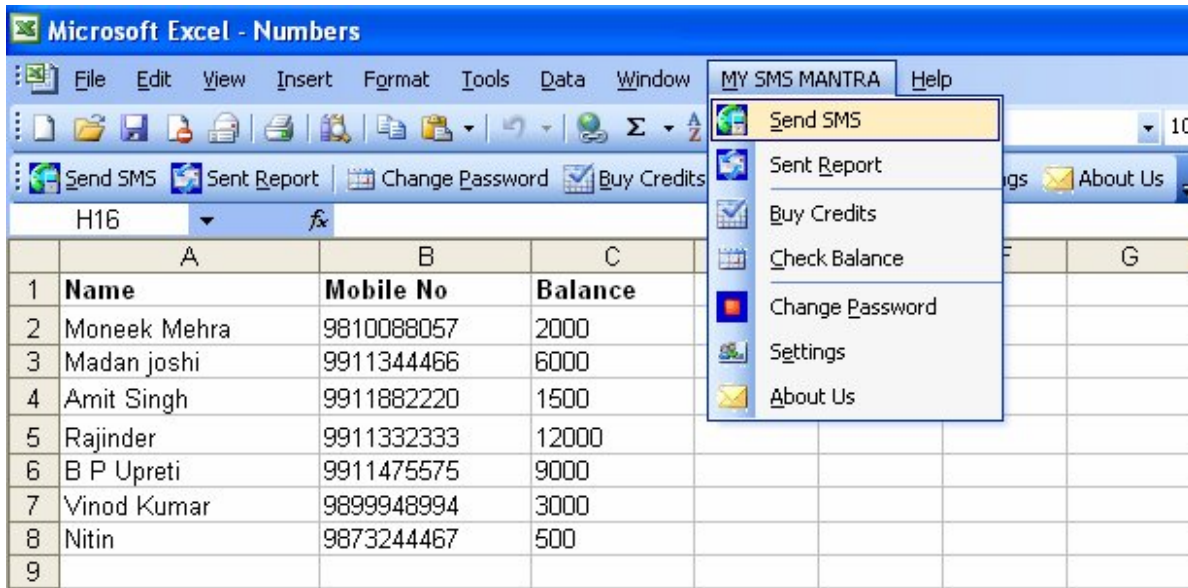 Microsoft Excel - Numbers
File Edit View Insert Format Tools Data Window MY SMS MANTRA Help
Send SMS
Sent Report
Buy Credits
Check Balance
Change Password
Settings
About Us
Σ 10
Send SMS Sent Report Change Password Buy Credits About Us
H16 fx
A B C G
1 Name Mobile No Balance
2 Moneek Mehra 9810088057 2000
3 Madan joshi 9911344466 6000
4 Amit Singh 9911882220 1500
5 Rajinder 9911332333 12000
6 B P Upreti 9911475575 9000
7 Vinod Kumar 9899948994 3000
8 Nitin 9873244467 500
9